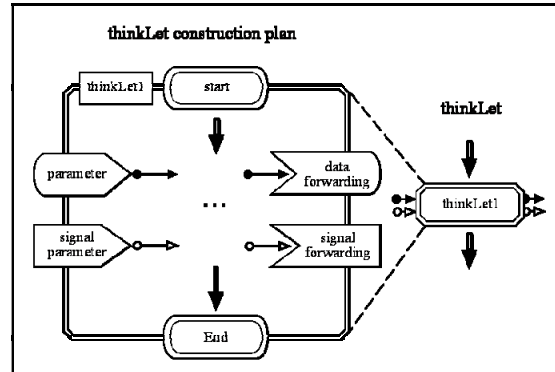 thinkLet construction plan
thinkLet1
start
thinkLet
parameter
data
forwarding
...
thinkLet1
signal
parameter
signal
forwarding
End